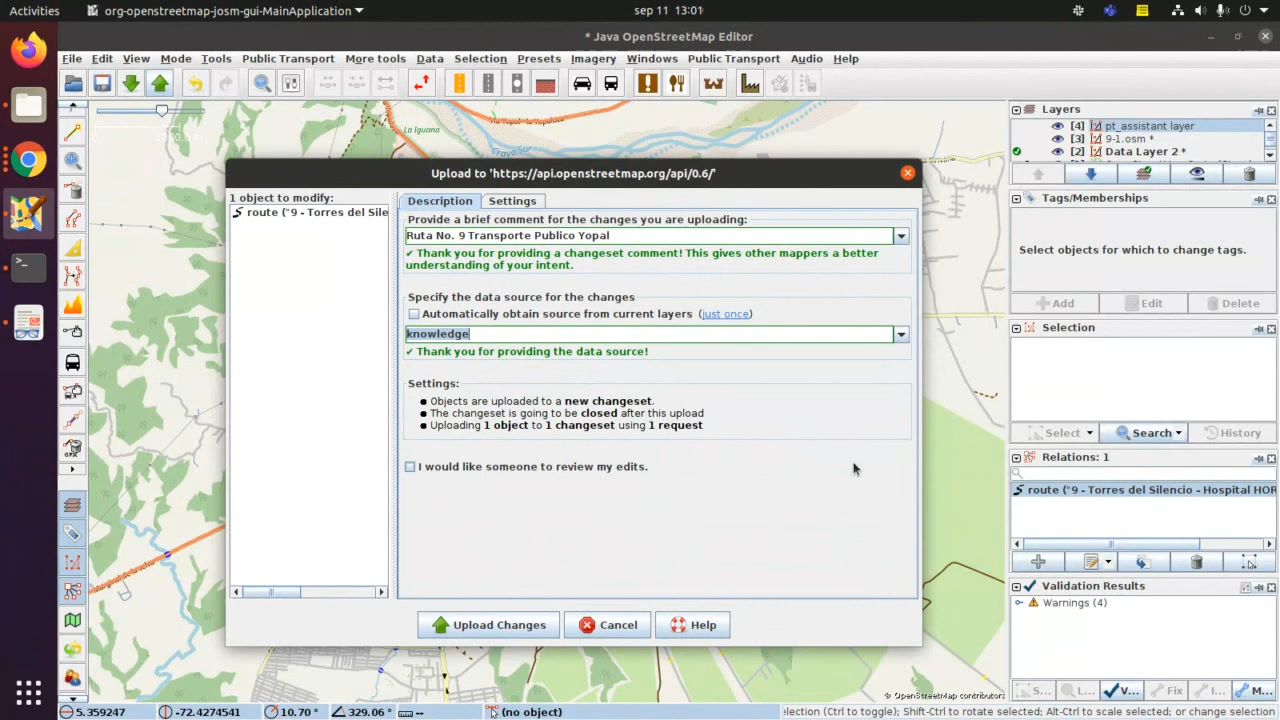 Activities
org-openstreetmap-josm-gui-MainApplication
sep 11 13:01
* Java OpenStreetMap Editor
File Edit View Mode Tools Public Transport More tools Data Selection Presets Imagery Windows Public Transport Audio Help
La Iguana
Cravo Sur
Layers
[4] pt_assistant layer
[3] 9-1.osm *
[2] Data Layer 2 *
Upload to 'https://api.openstreetmap.org/api/0.6/'
1 object to modify:
route ("9 - Torres del Sile
Description
Settings
Provide a brief comment for the changes you are uploading:
Ruta No. 9 Transporte Publico Yopal
✔ Thank you for providing a changeset comment! This gives other mappers a better
understanding of your intent.
Specify the data source for the changes
Automatically obtain source from current layers (just once)
knowledge
✔ Thank you for providing the data source!
Settings:
● Objects are uploaded to a new changeset.
● The changeset is going to be closed after this upload
● Uploading 1 object to 1 changeset using 1 request
I would like someone to review my edits.
Upload Changes
Cancel
Help
Tags/Memberships
Select objects for which to change tags.
Add
Edit
Delete
Selection
Select
Search
History
Relations: 1
route ("9 - Torres del Silencio - Hospital HOR
Validation Results
Warnings (4)
S...
L...
V...
Fix
I...
M...
© OpenStreetMap contributors
5.359247
-72.4274541
10.70 °
329.06 °
--
(no object)
lection (Ctrl to toggle); Shift-Ctrl to rotate selected; Alt-Ctrl to scale selected; or change selection